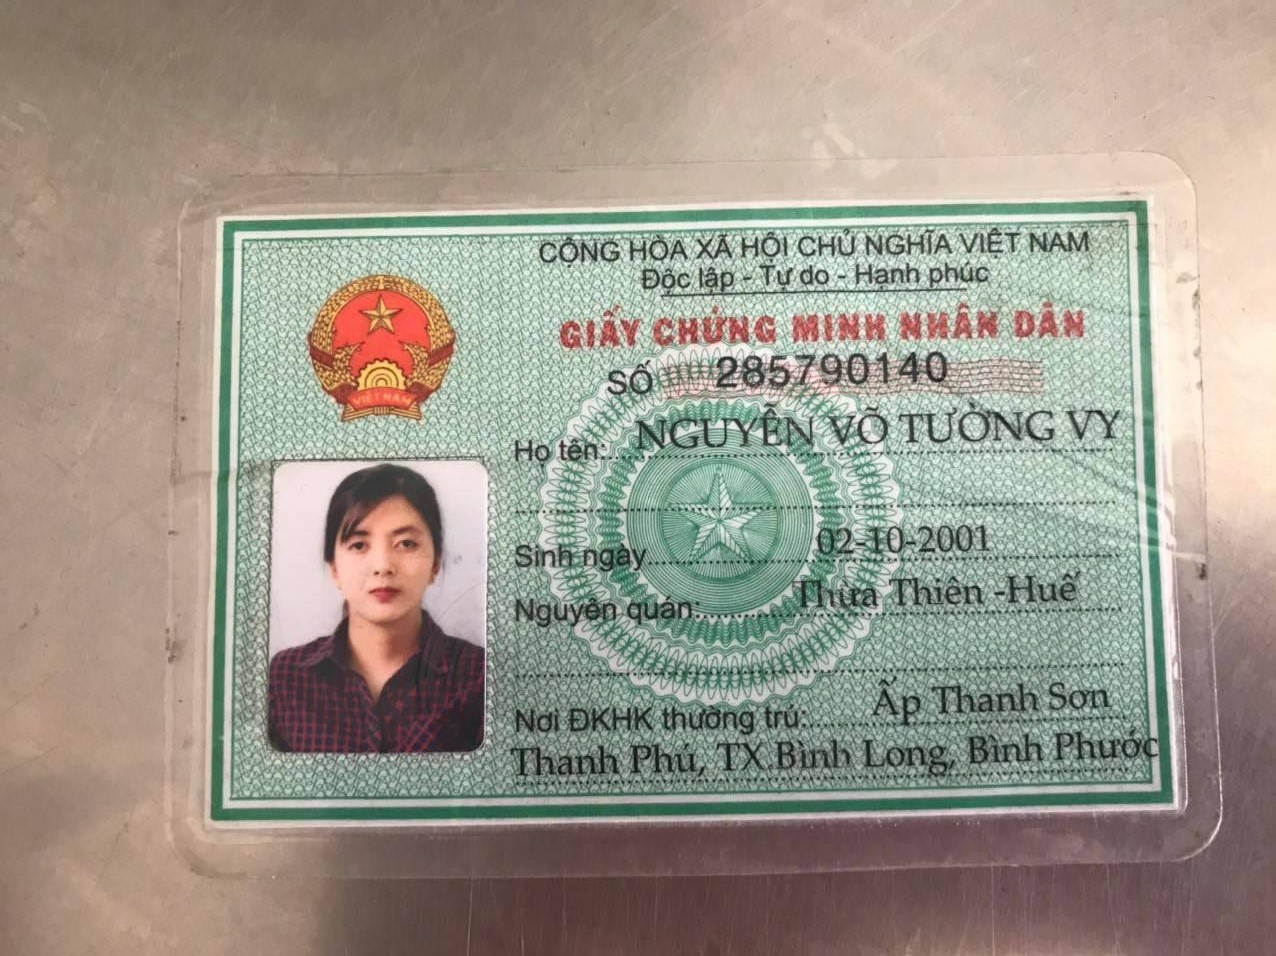 CỘNG HÒA XÃ HỘI CHỦ NGHĨA VIỆT NAM
Độc lập - Tự do - Hạnh phúc
GIẤY CHỨNG MINH NHÂN DÂN
SỐ 285790140
Họ tên: NGUYỄN VÕ TƯỜNG VY
Sinh ngày 02-10-2001
Nguyên quán: Thừa Thiên -Huế
Nơi ĐKHK thường trú: Ấp Thanh Sơn
Thanh Phú, TX.Bình Long, Bình Phước
VIỆT NAM